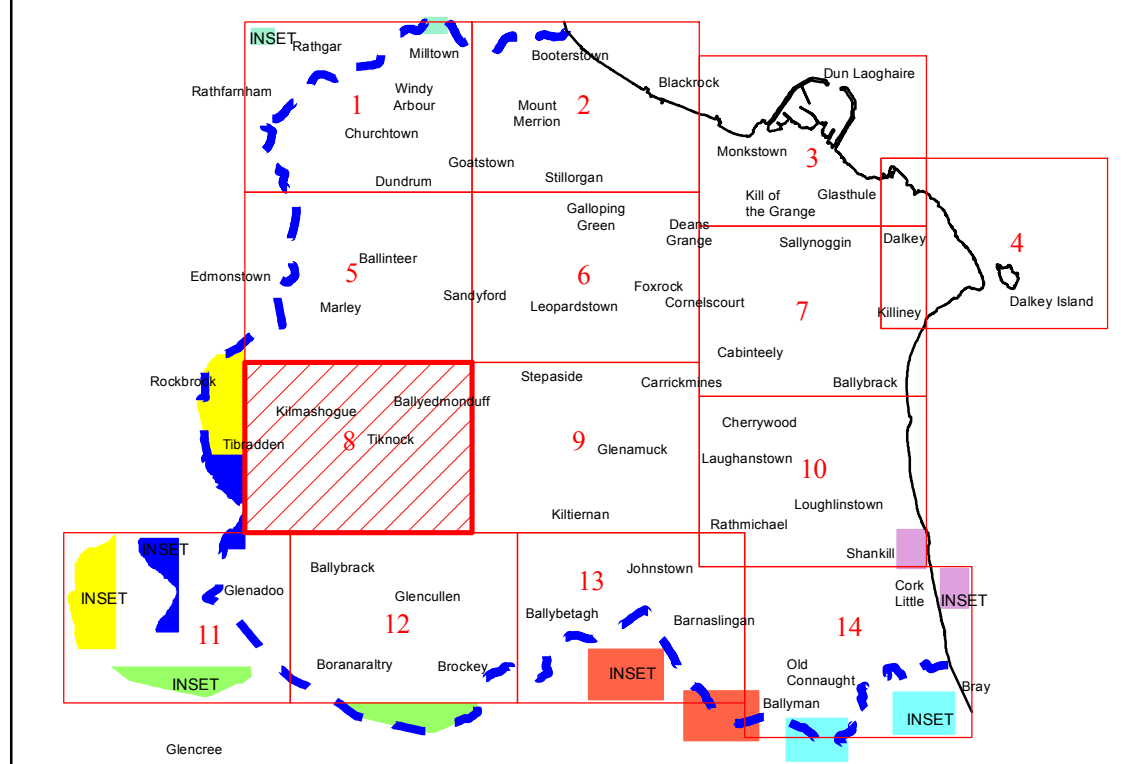 INSET
Rathgar
Milltown
Booterstown
Rathfarnham
Windy
Arbour
1
Churchtown
Dundrum
Goatstown
Mount
Merrion
2
Stillorgan
Blackrock
Dun Laoghaire
Monkstown
3
Kill of
the Grange
Glasthule
4
Dalkey Island
Edmonstown
5
Ballinteer
Marley
Galloping
Green
Deans
Grange
6
Sandyford
Leopardstown
Foxrock
Cornelscourt
Sallynoggin
Dalkey
7
Killiney
Cabinteely
Ballybrack
Rockbrook
Kilmashogue
Ballyedmonduff
Tibradden
8
Tiknock
Stepaside
Carrickmines
9
Glenamuck
Kiltiernan
Cherrywood
Laughanstown
10
Loughlinstown
Rathmichael
Shankill
INSET
INSET
Glenadoo
11
INSET
Ballybrack
Glencullen
12
Boranaraltry
Brockey
13
Johnstown
Ballybetagh
Barnaslingan
INSET
Cork
Little
INSET
14
Old
Connaught
Bray
Ballyman
INSET
Glencree